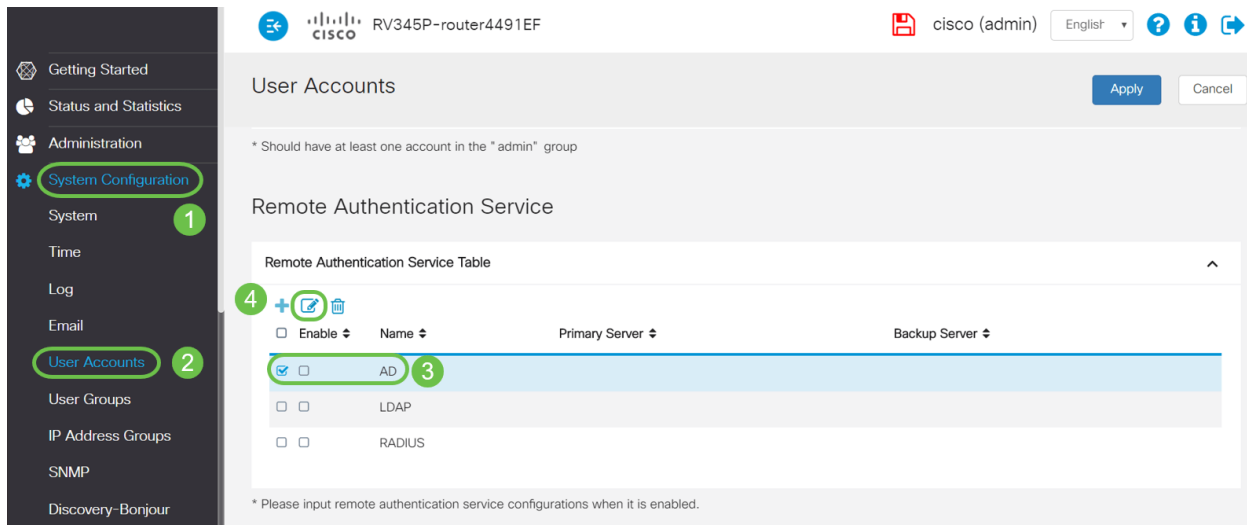 cisco RV345P-router4491EF cisco (admin) English
Getting Started
Status and Statistics
Administration
System Configuration
1
System
Time
Log
Email
User Accounts 2
User Groups
IP Address Groups
SNMP
Discovery-Bonjour
User Accounts
Apply Cancel
* Should have at least one account in the "admin" group
Remote Authentication Service
Remote Authentication Service Table
4
Enable Name Primary Server Backup Server
AD 3
LDAP
RADIUS
* Please input remote authentication service configurations when it is enabled.